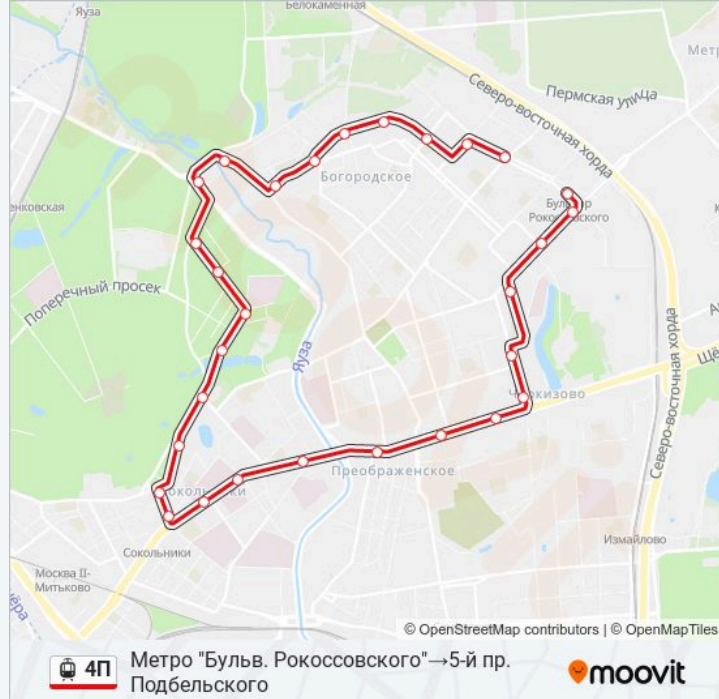 Яуза
Белокаменная
Метр
Северо-восточная хорда
Пермская улица
Богородское
енковская
Бульвар
Рокоссовского
Поперечный просек
Яуза
Северо-восточная хорда
Щё
Черкизово
Преображенское
Сокольники
Сокольники
Измайлово
Москва II-
Митьково
© OpenStreetMap contributors | © OpenMapTiles
4П
Метро "Бульв. Рокоссовского"→5-й пр.
Подбельского
moovit